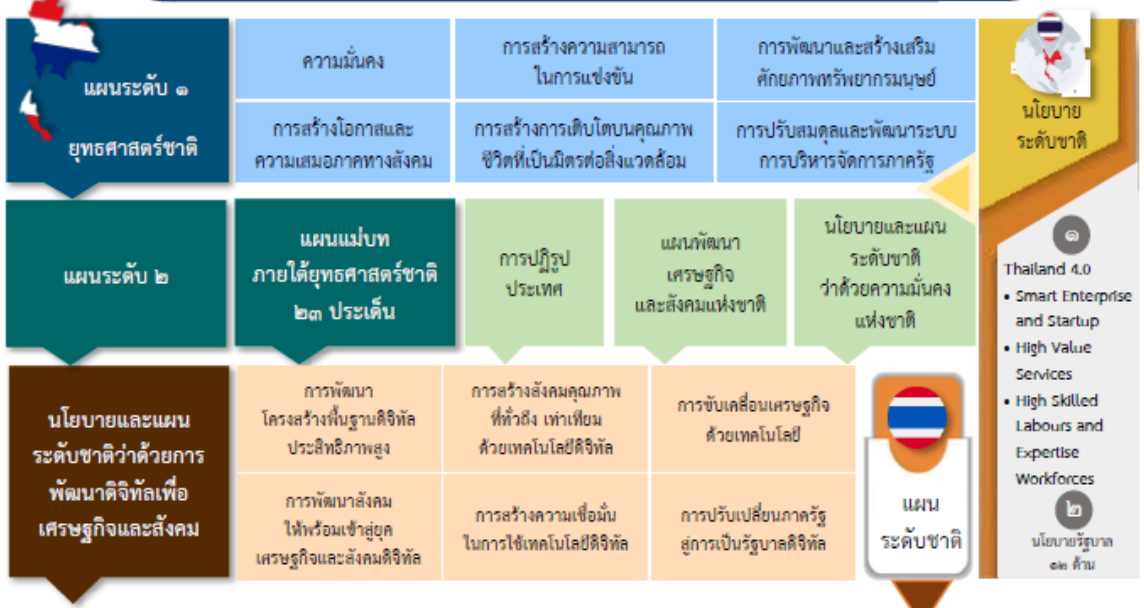 แผนระดับ ๑
ยุทธศาสตร์ชาติ
ความมั่นคง
การสร้างความสามารถ
ในการแข่งขัน
การพัฒนาและสร้างเสริม
ศักยภาพทรัพยากรมนุษย์
การสร้างโอกาสและ
ความเสมอภาคทางสังคม
การสร้างการเติบโตบนคุณภาพ
ชีวิตที่เป็นมิตรต่อสิ่งแวดล้อม
การปรับสมดุลและพัฒนาระบบ
การบริหารจัดการภาครัฐ
นโยบาย
ระดับชาติ
แผนระดับ ๒
แผนแม่บท
ภายใต้ยุทธศาสตร์ชาติ
๒๓ ประเด็น
การปฏิรูป
ประเทศ
แผนพัฒนา
เศรษฐกิจ
และสังคมแห่งชาติ
นโยบายและแผน
ระดับชาติ
ว่าด้วยความมั่นคง
แห่งชาติ
๑
Thailand 4.0
• Smart Enterprise
and Startup
• High Value
Services
• High Skilled
Labours and
Expertise
Workforces
๒
นโยบายรัฐบาล
๑๒ ด้าน
นโยบายและแผน
ระดับชาติว่าด้วยการ
พัฒนาดิจิทัลเพื่อ
เศรษฐกิจและสังคม
การพัฒนา
โครงสร้างพื้นฐานดิจิทัล
ประสิทธิภาพสูง
การสร้างสังคมคุณภาพ
ที่ทั่วถึง เท่าเทียม
ด้วยเทคโนโลยีดิจิทัล
การขับเคลื่อนเศรษฐกิจ
ด้วยเทคโนโลยี
การพัฒนาสังคม
ให้พร้อมเข้าสู่ยุค
เศรษฐกิจและสังคมดิจิทัล
การสร้างความเชื่อมั่น
ในการใช้เทคโนโลยีดิจิทัล
การปรับเปลี่ยนภาครัฐ
สู่การเป็นรัฐบาลดิจิทัล
แผน
ระดับชาติ